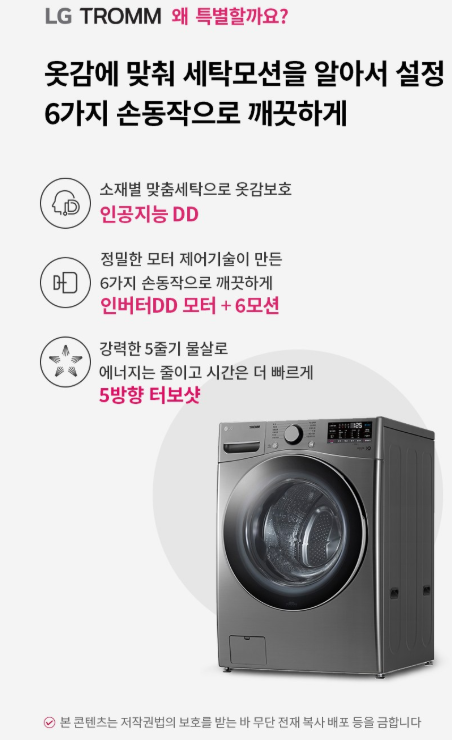 LG TROMM 왜 특별할까요?
옷감에 맞춰 세탁모션을 알아서 설정
6가지 손동작으로 깨끗하게
소재별 맞춤세탁으로 옷감보호
인공지능 DD
정밀한 모터 제어기술이 만든
6가지 손동작으로 깨끗하게
인버터DD 모터 + 6모션
강력한 5줄기 물살로
에너지는 줄이고 시간은 더 빠르게
5방향 터보샷
본 콘텐츠는 저작권법의 보호를 받는 바 무단 전재 복사 배포 등을 금합니다